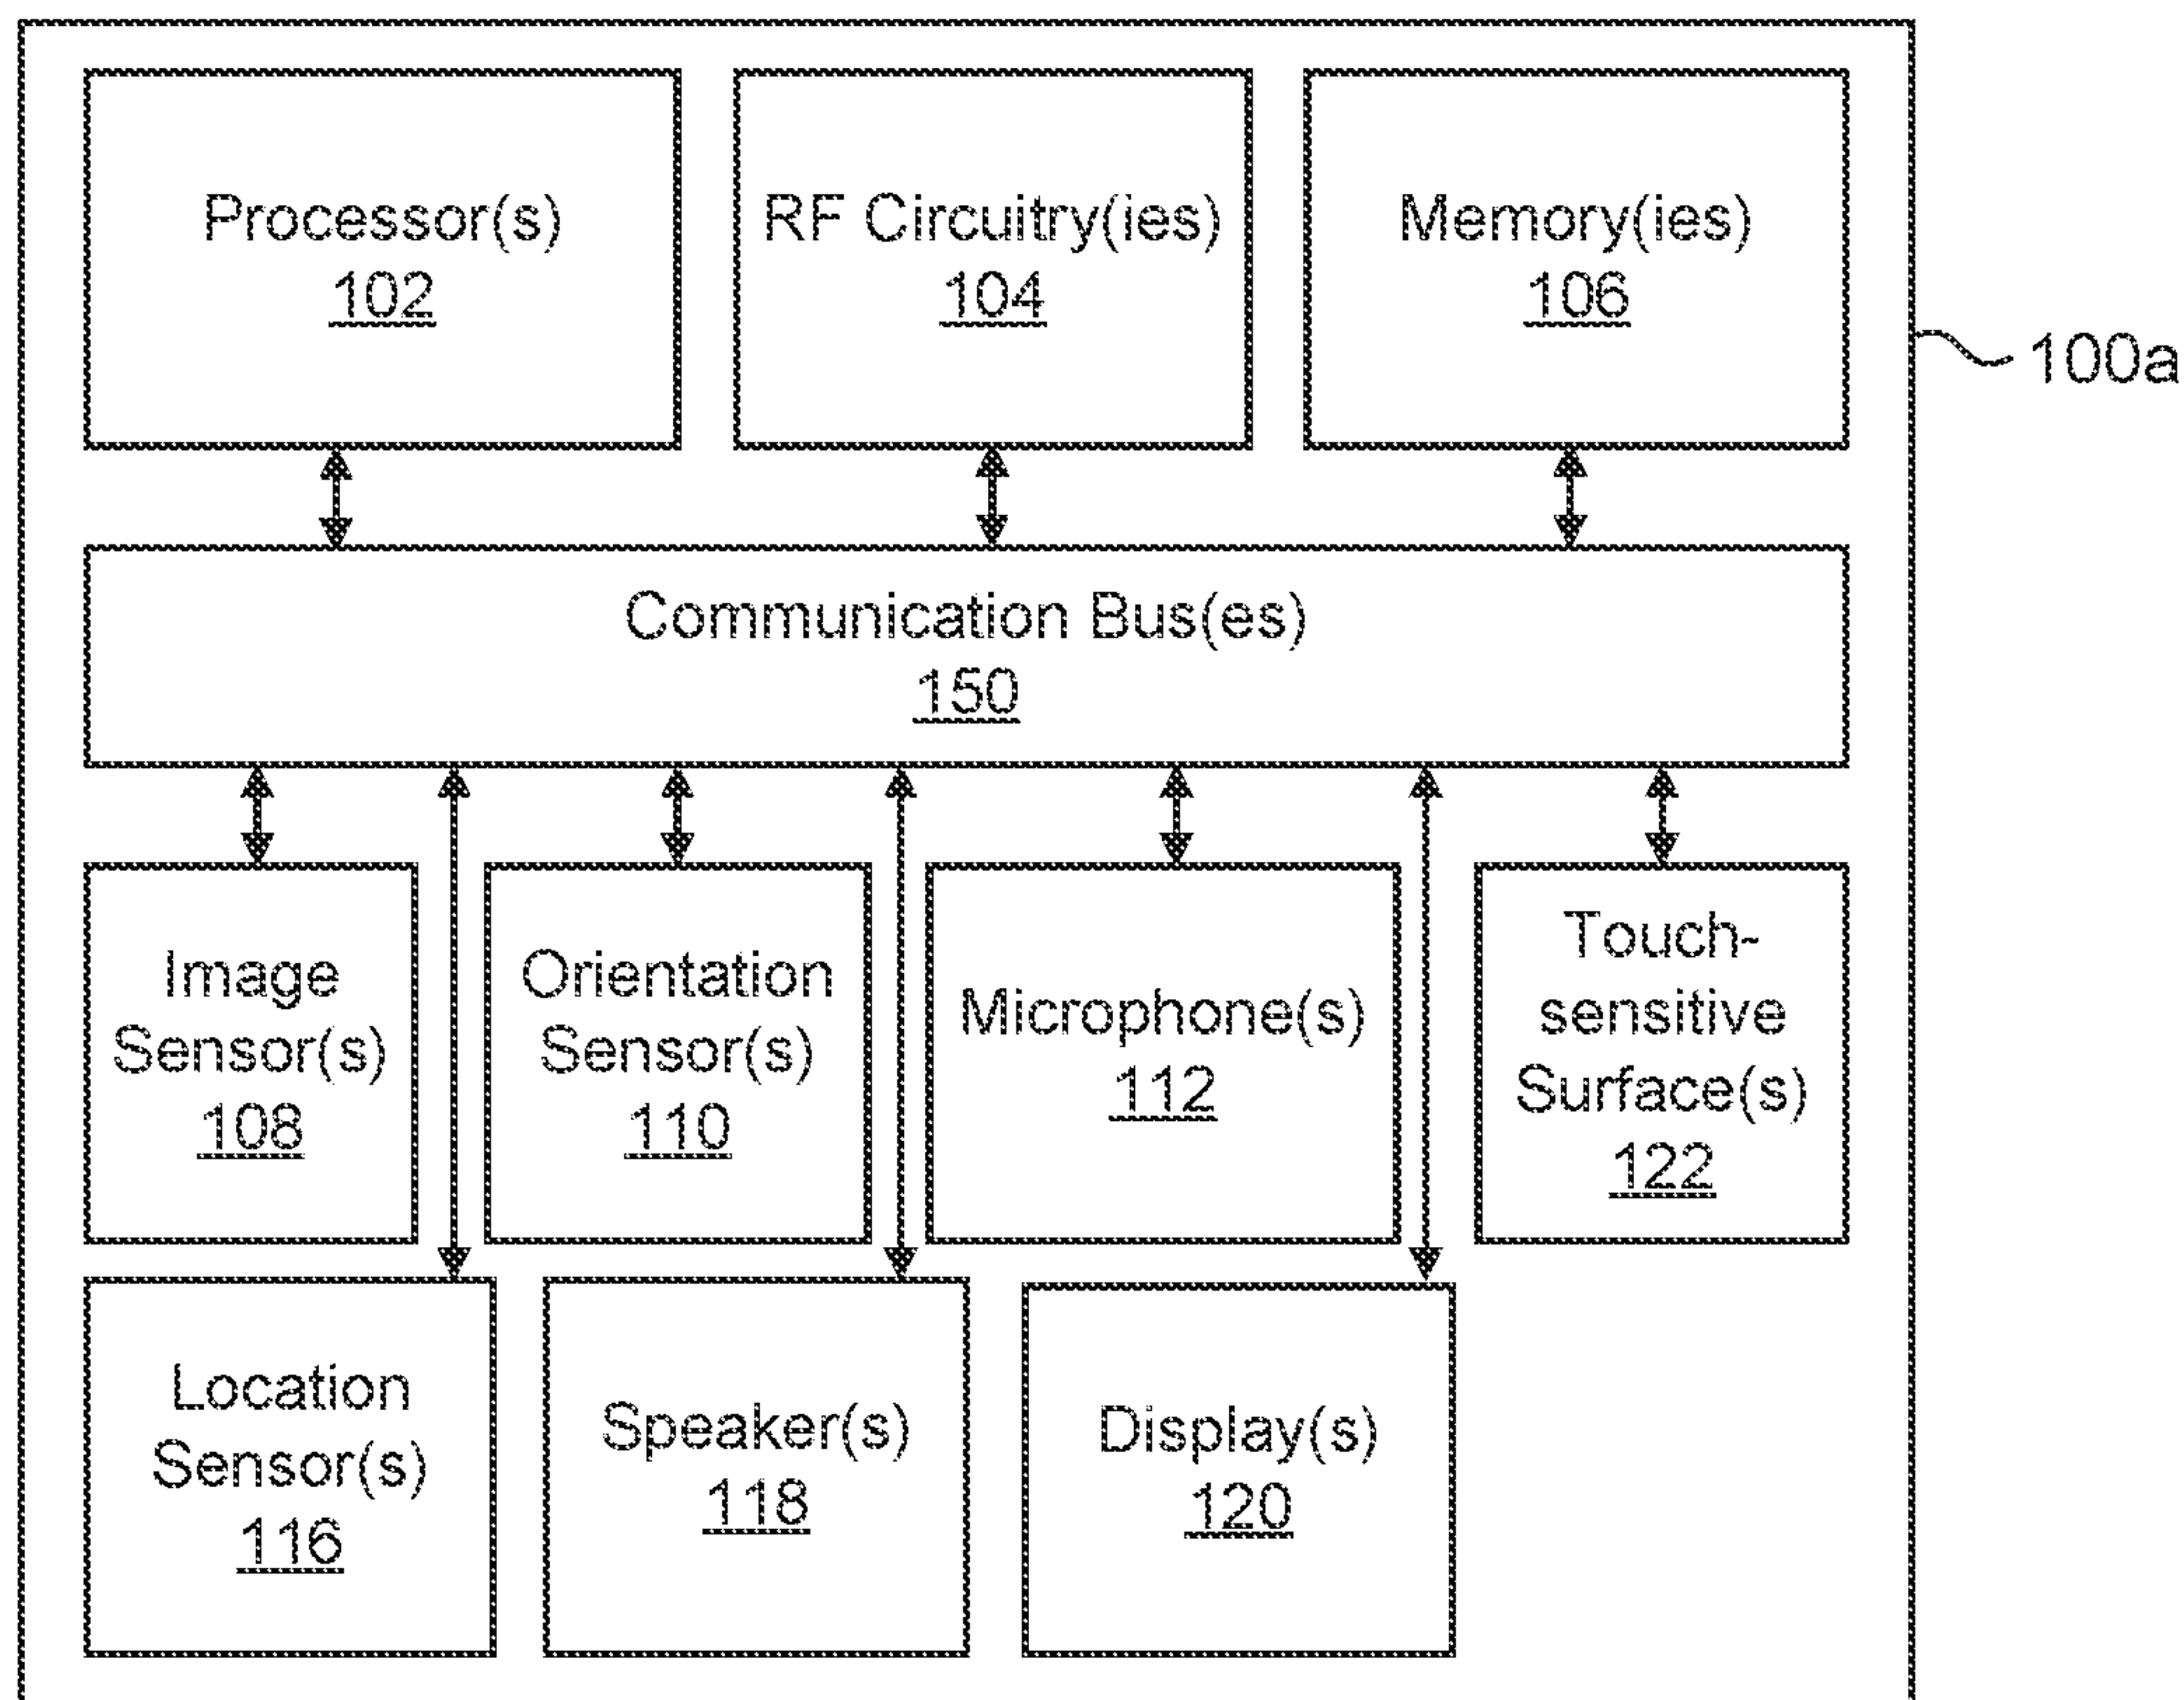 Processor(s)
102
RF Circuitry(ies)
104
Memory(ies)
106
100a
Communication Bus(es)
150
Image
Sensor(s)
108
Orientation
Sensor(s)
110
Microphone(s)
112
Touch-
sensitive
Surface(s)
122
Location
Sensor(s)
116
Speaker(s)
118
Display(s)
120